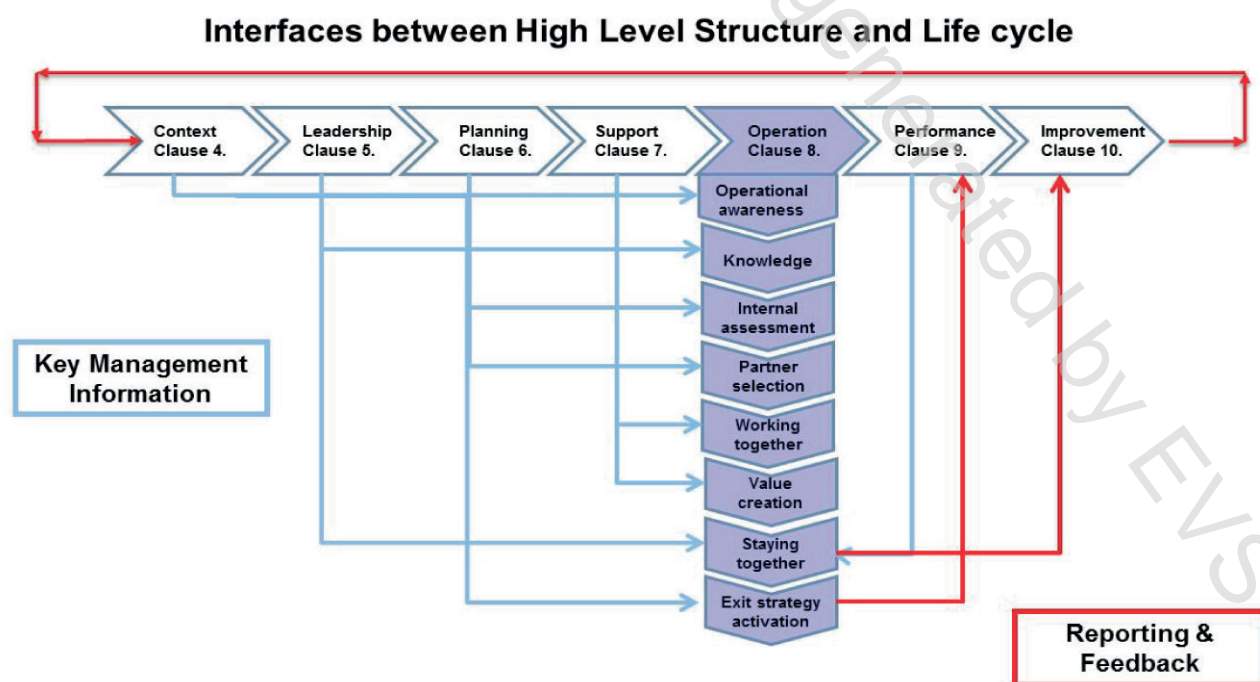 Interfaces between High Level Structure and Life cycle
Context
Clause 4.
Leadership
Clause 5.
Planning
Clause 6.
Support
Clause 7.
Operation
Clause 8.
Performance
Clause 9.
Improvement
Clause 10.
Operational
awareness
Knowledge
Internal
assessment
Partner
selection
Working
together
Value
creation
Staying
together
Exit strategy
activation
Key Management
Information
Reporting &
Feedback
generated by EVS